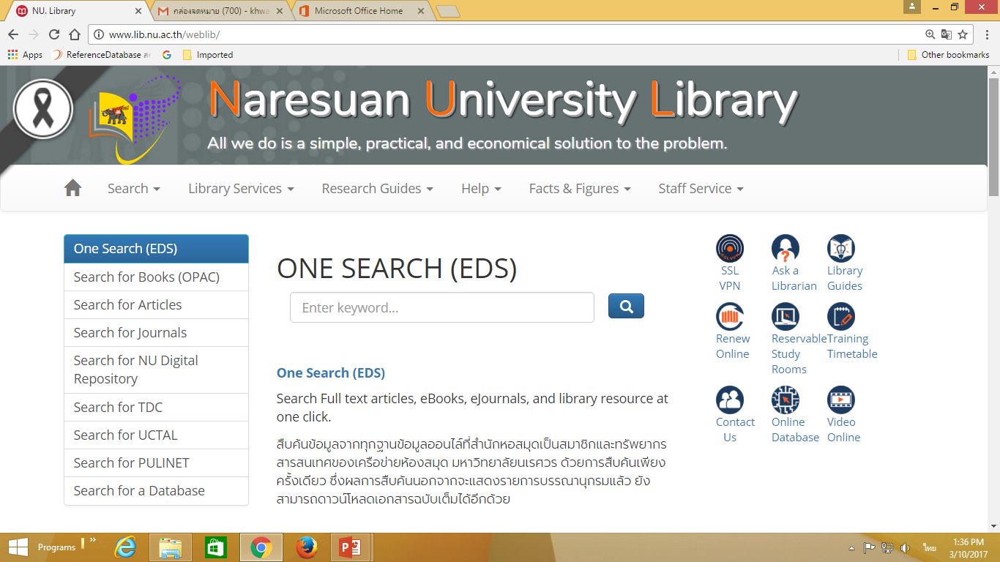 NU. Library
กล่องจดหมาย (700) - khwa
Microsoft Office Home
www.lib.nu.ac.th/weblib/
Apps
ReferenceDatabase
Imported
Other bookmarks
Naresuan University Library
All we do is a simple, practical, and economical solution to the problem.
Search
Library Services
Research Guides
Help
Facts & Figures
Staff Service
One Search (EDS)
Search for Books (OPAC)
Search for Articles
Search for Journals
Search for NU Digital
Repository
Search for TDC
Search for UCTAL
Search for PULINET
Search for a Database
ONE SEARCH (EDS)
Enter keyword...
One Search (EDS)
Search Full text articles, eBooks, eJournals, and library resource at
one click.
สืบค้นข้อมูลจากทุกฐานข้อมูลออนไล์ที่สำนักหอสมุดเป็นสมาชิกและทรัพยากร
สารสนเทศของเครือข่ายห้องสมุด มหาวิทยาลัยนเรศวร ด้วยการสืบค้นเพียง
ครั้งเดียว ซึ่งผลการสืบค้นนอกจากจะแสดงรายการบรรณานุกรมแล้ว ยัง
สามารถดาวน์โหลดเอกสารฉบับเต็มได้อีกด้วย
SSL VPN
SSL
VPN
Ask a
Librarian
Library
Guides
Renew
Online
Reservable
Study
Rooms
Training
Timetable
Contact
Us
Online
Database
Video
Online
Programs
ไทย
1:36 PM
3/10/2017